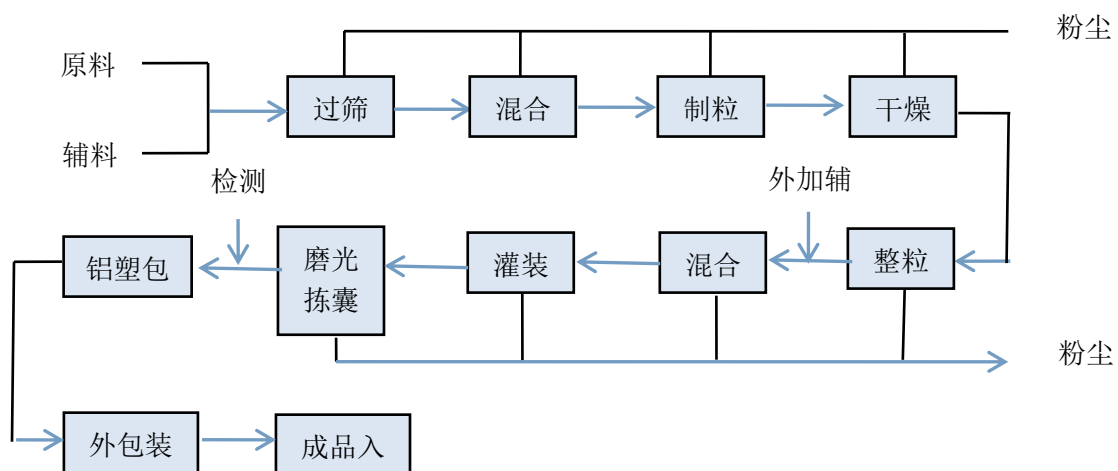 粉尘
原料
过筛
混合
制粒
干燥
辅料
检测
外加辅
铝塑包
磨光
拣囊
灌装
混合
整粒
粉尘
外包装
成品入